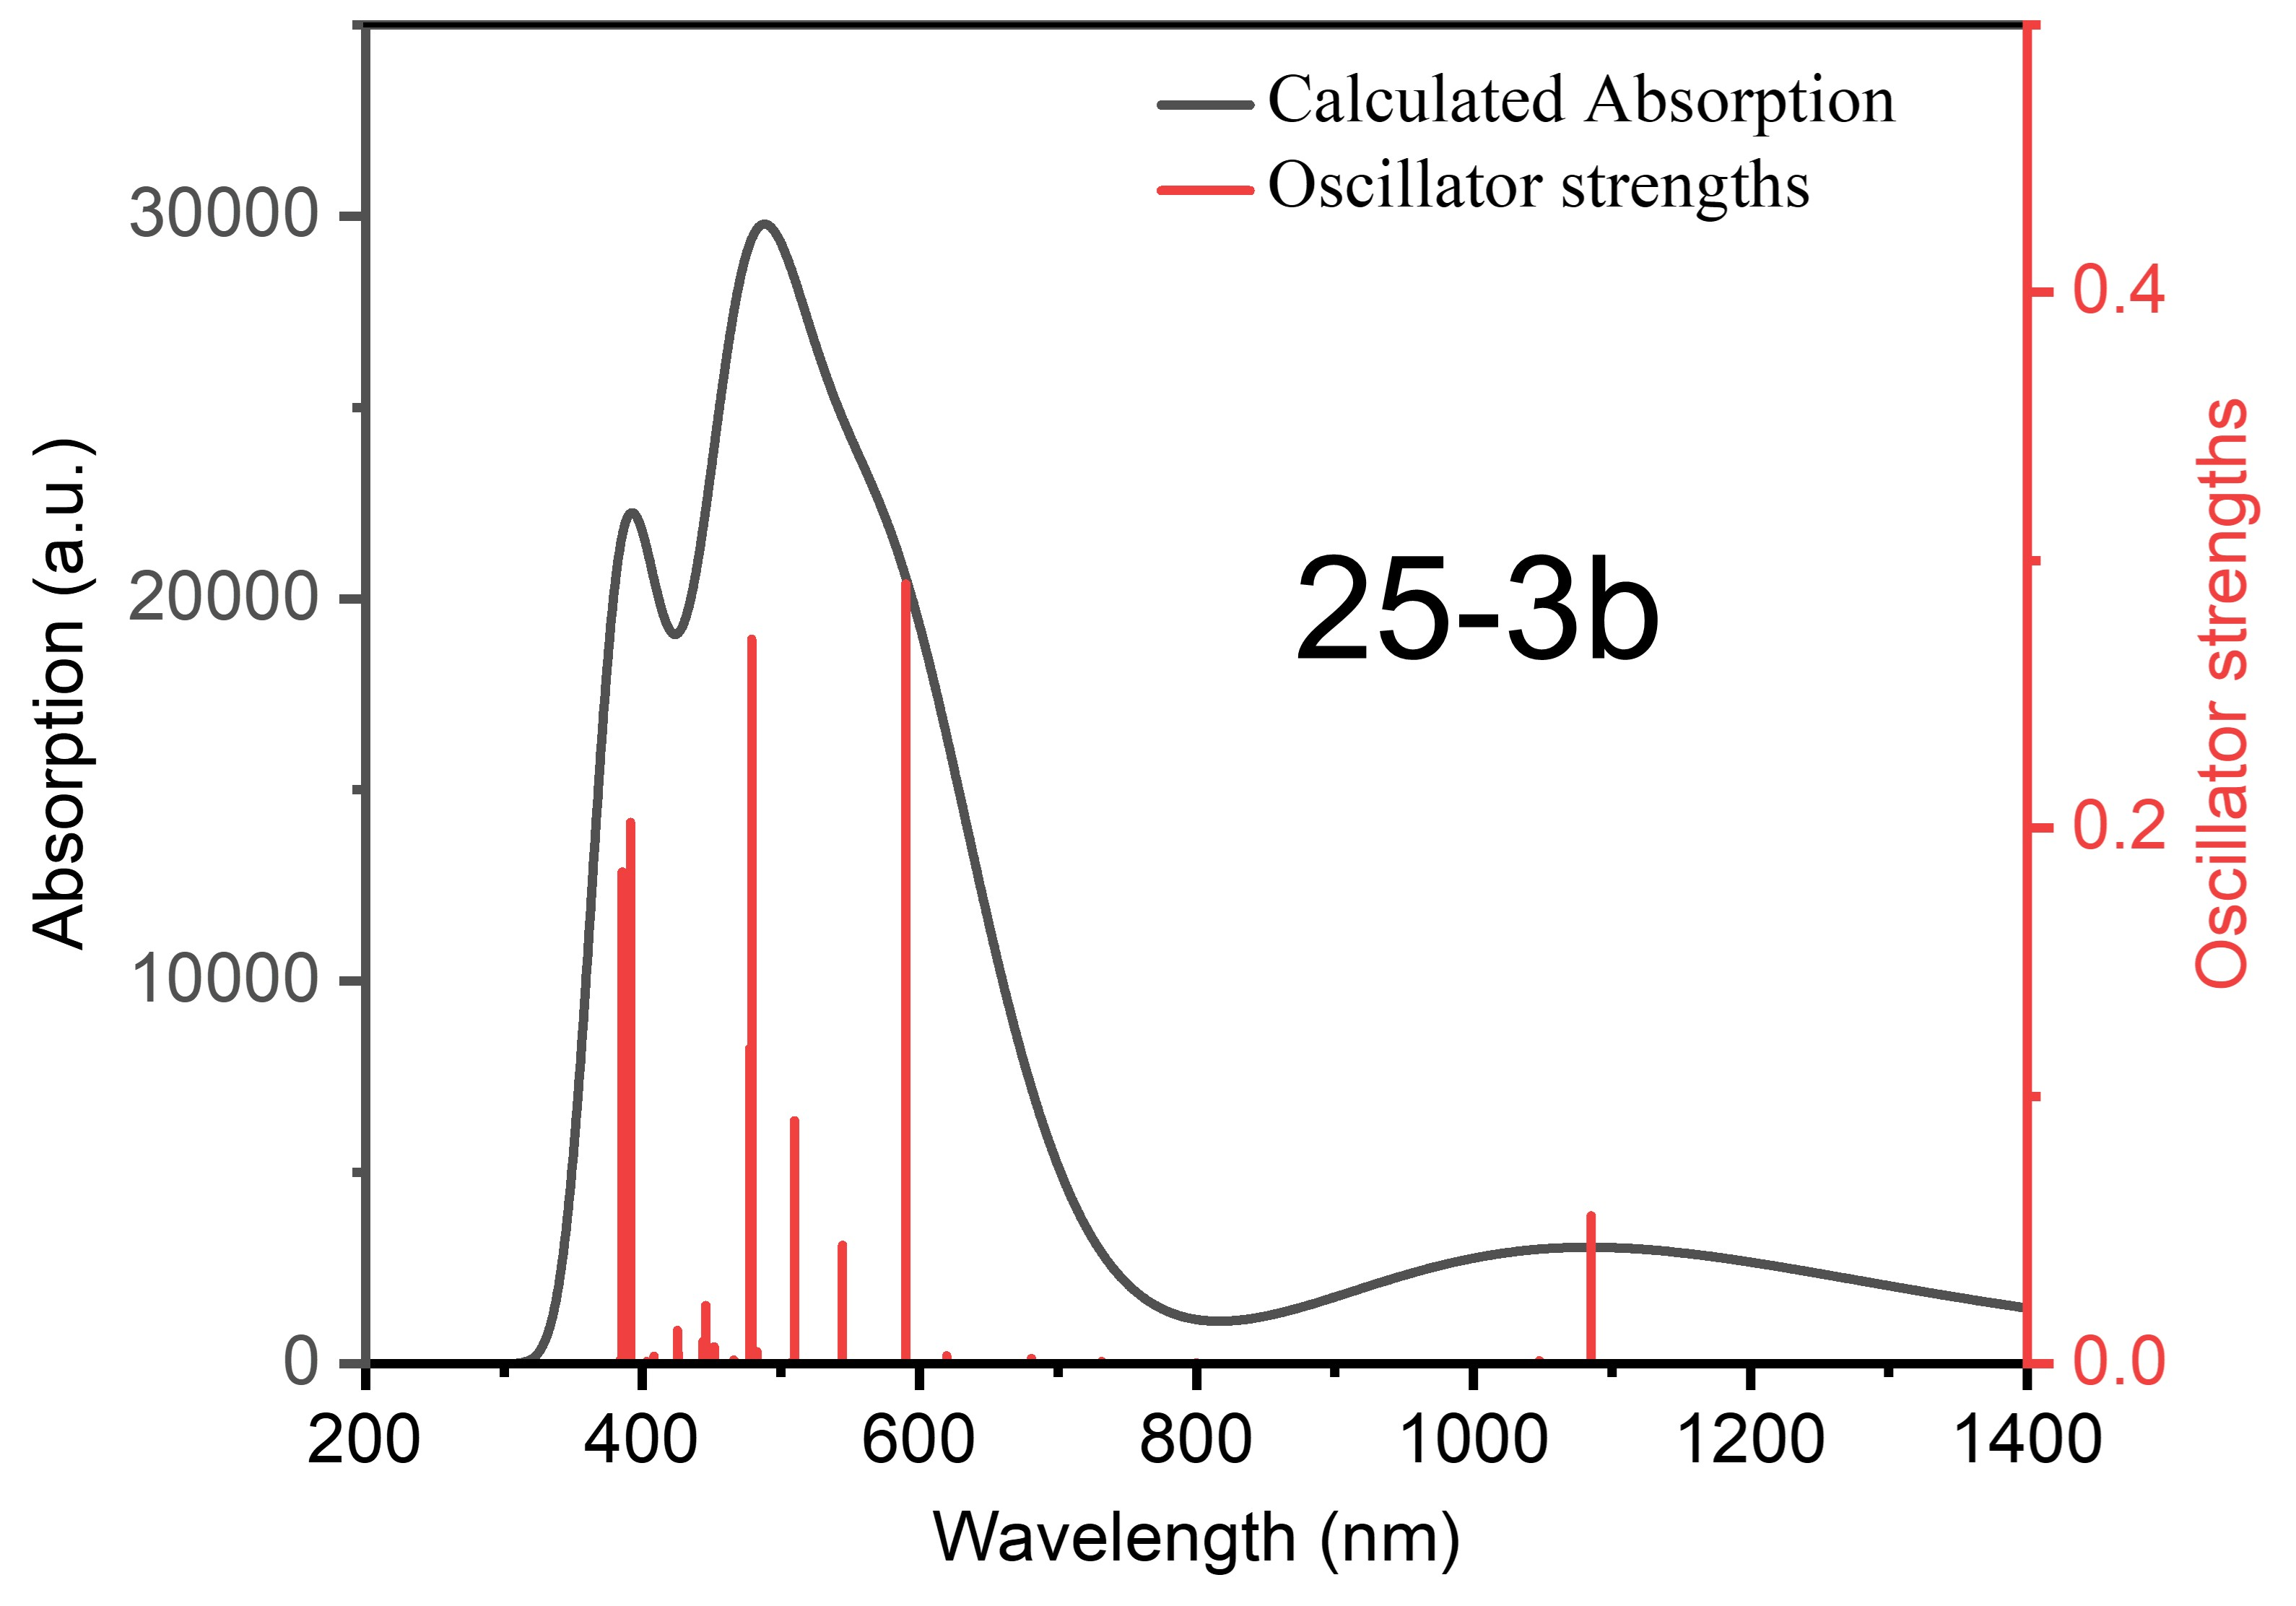 Calculated Absorption
Oscillator strengths
25-3b
Absorption (a.u.)
30000
20000
10000
0
0.4
0.2
0.0
Oscillator strengths
200 400 600 800 1000 1200 1400
Wavelength (nm)